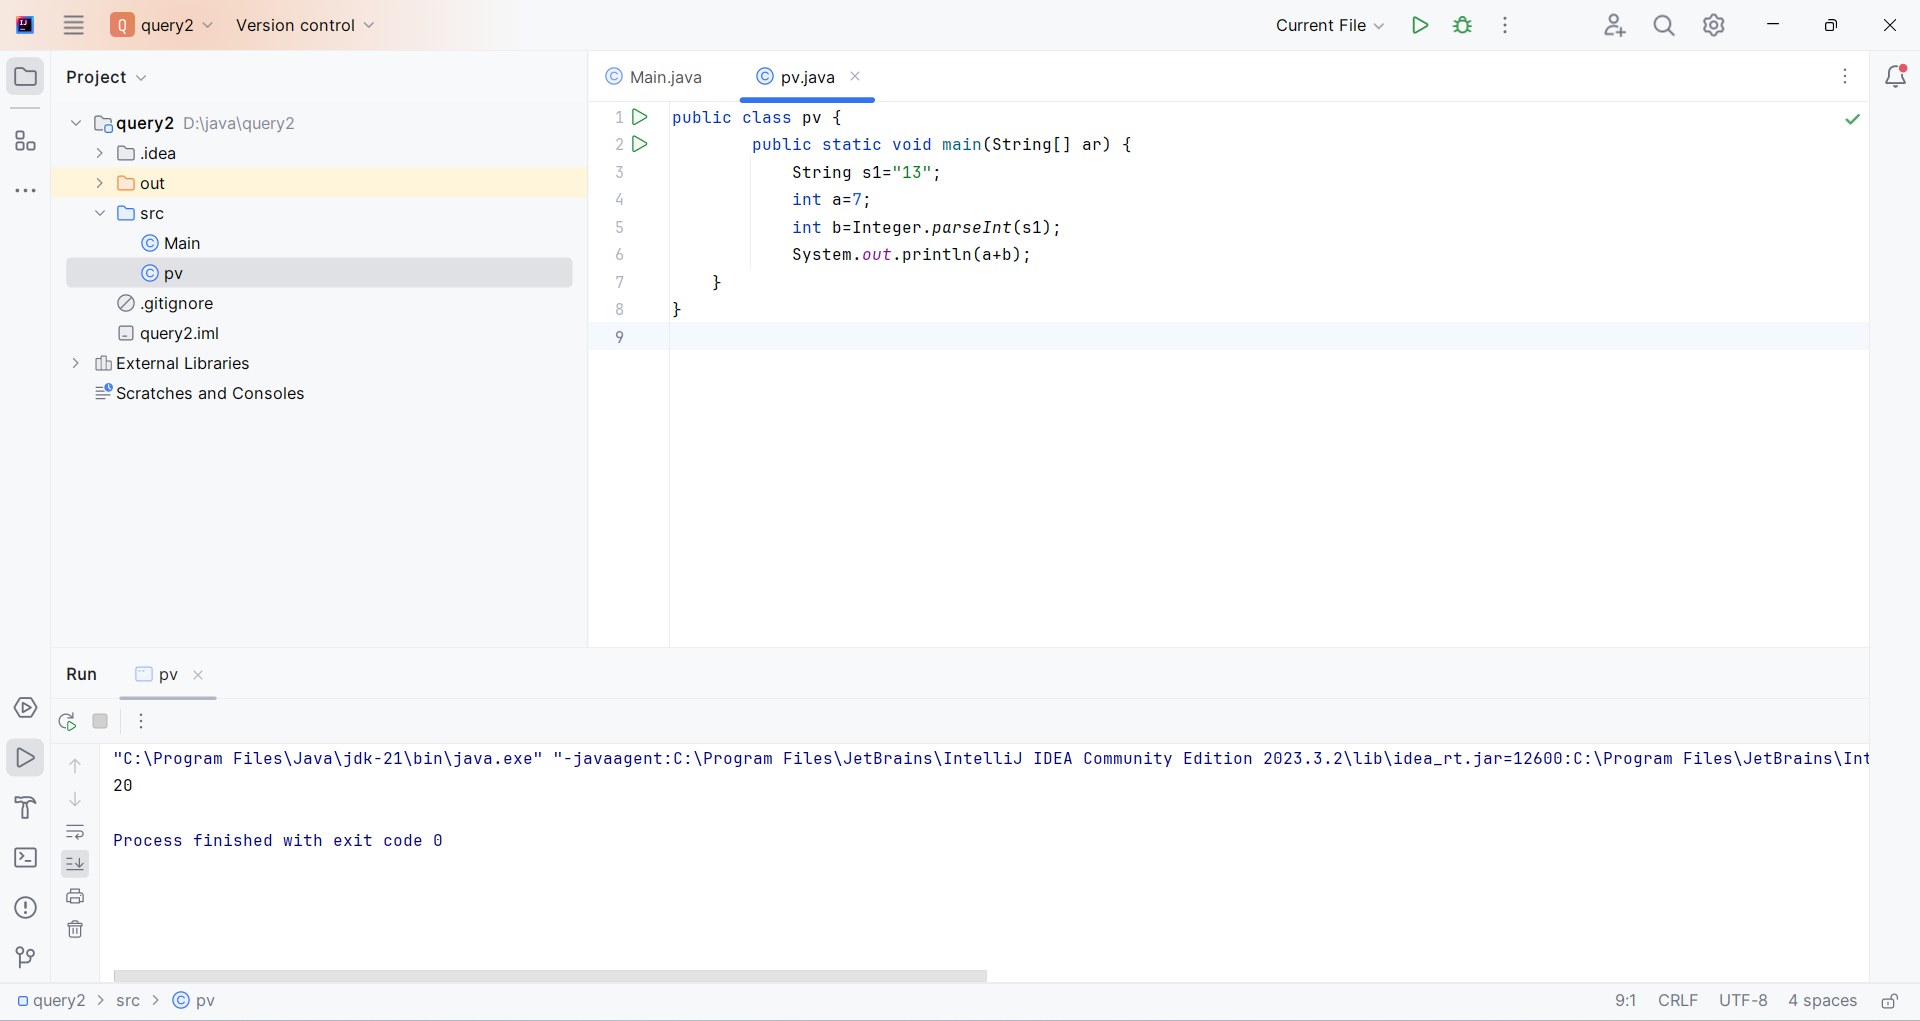 query2 Version control Current File
Project
Main.java pv.java
query2 D:\java\query2
.idea
out
src
Main
pv
.gitignore
query2.iml
External Libraries
Scratches and Consoles
1 public class pv {
2 public static void main(String[] ar) {
3 String s1="13";
4 int a=7;
5 int b=Integer.parseInt(s1);
6 System.out.println(a+b);
7 }
8 }
9
Run pv
"C:\Program Files\Java\jdk-21\bin\java.exe" "-javaagent:C:\Program Files\JetBrains\IntelliJ IDEA Community Edition 2023.3.2\lib\idea_rt.jar=12600:C:\Program Files\JetBrains\Int
20
Process finished with exit code 0
query2 > src > pv 9:1 CRLF UTF-8 4 spaces